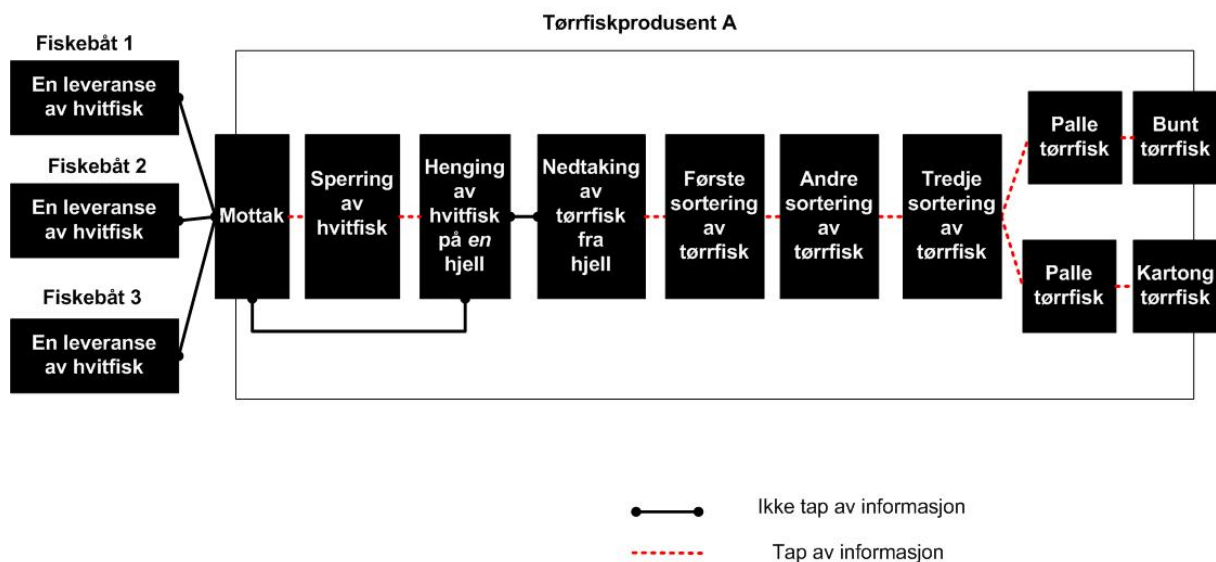 Tørrfiskprodusent A
Fiskebåt 1
En leveranse
av hvitfisk
Fiskebåt 2
En leveranse
av hvitfisk
Fiskebåt 3
En leveranse
av hvitfisk
Mottak
Sperring
av
hvitfisk
Henging
av
hvitfisk
på en
hjell
Nedtaking
av
tørrfisk
fra
hjell
Første
sortering
av
tørrfisk
Andre
sortering
av
tørrfisk
Tredje
sortering
av
tørrfisk
Palle
tørrfisk
Bunt
tørrfisk
Palle
tørrfisk
Kartong
tørrfisk
Ikke tap av informasjon
Tap av informasjon